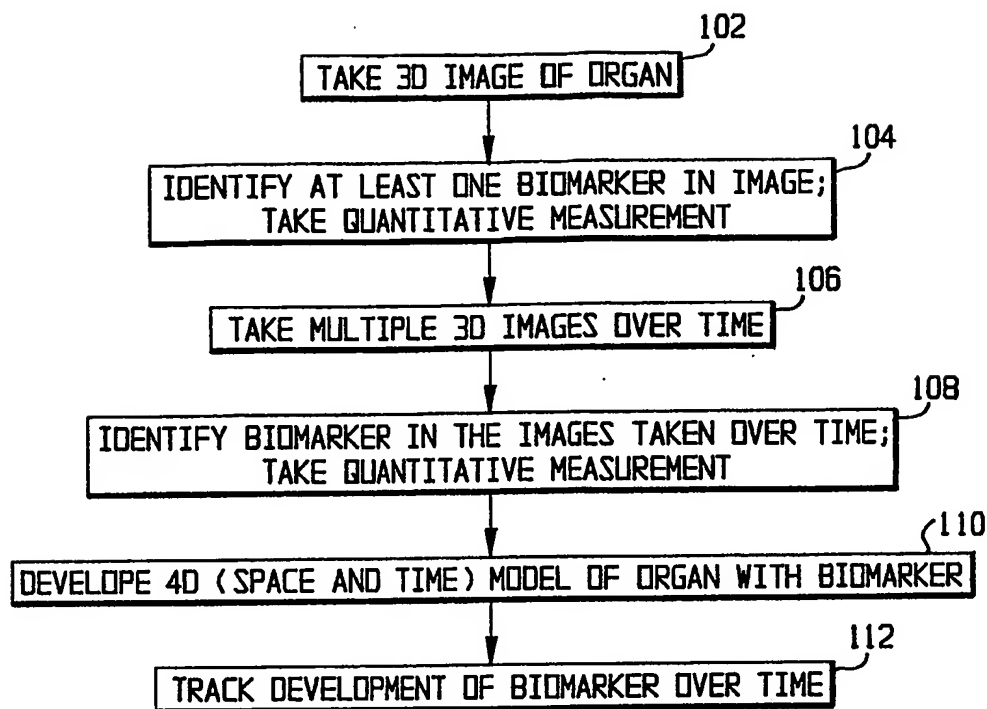 102
TAKE 3D IMAGE OF ORGAN
104
IDENTIFY AT LEAST ONE BIOMARKER IN IMAGE;
TAKE QUANTITATIVE MEASUREMENT
106
TAKE MULTIPLE 3D IMAGES OVER TIME
108
IDENTIFY BIOMARKER IN THE IMAGES TAKEN OVER TIME;
TAKE QUANTITATIVE MEASUREMENT
110
DEVELOPE 4D (SPACE AND TIME) MODEL OF ORGAN WITH BIOMARKER
112
TRACK DEVELOPMENT OF BIOMARKER OVER TIME